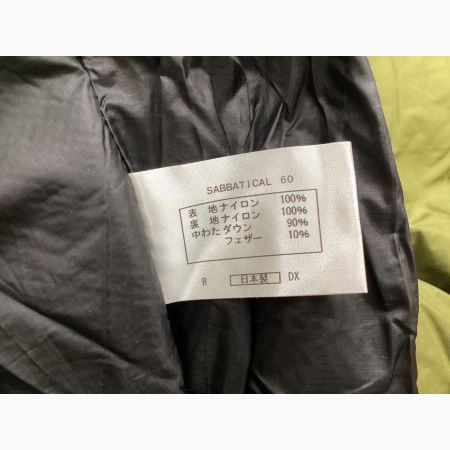 SABBATICAL 60
表 地ナイロン 100%
裏 地ナイロン 100%
中わたダウン 90%
フェザー 10%
R 日本製 DX